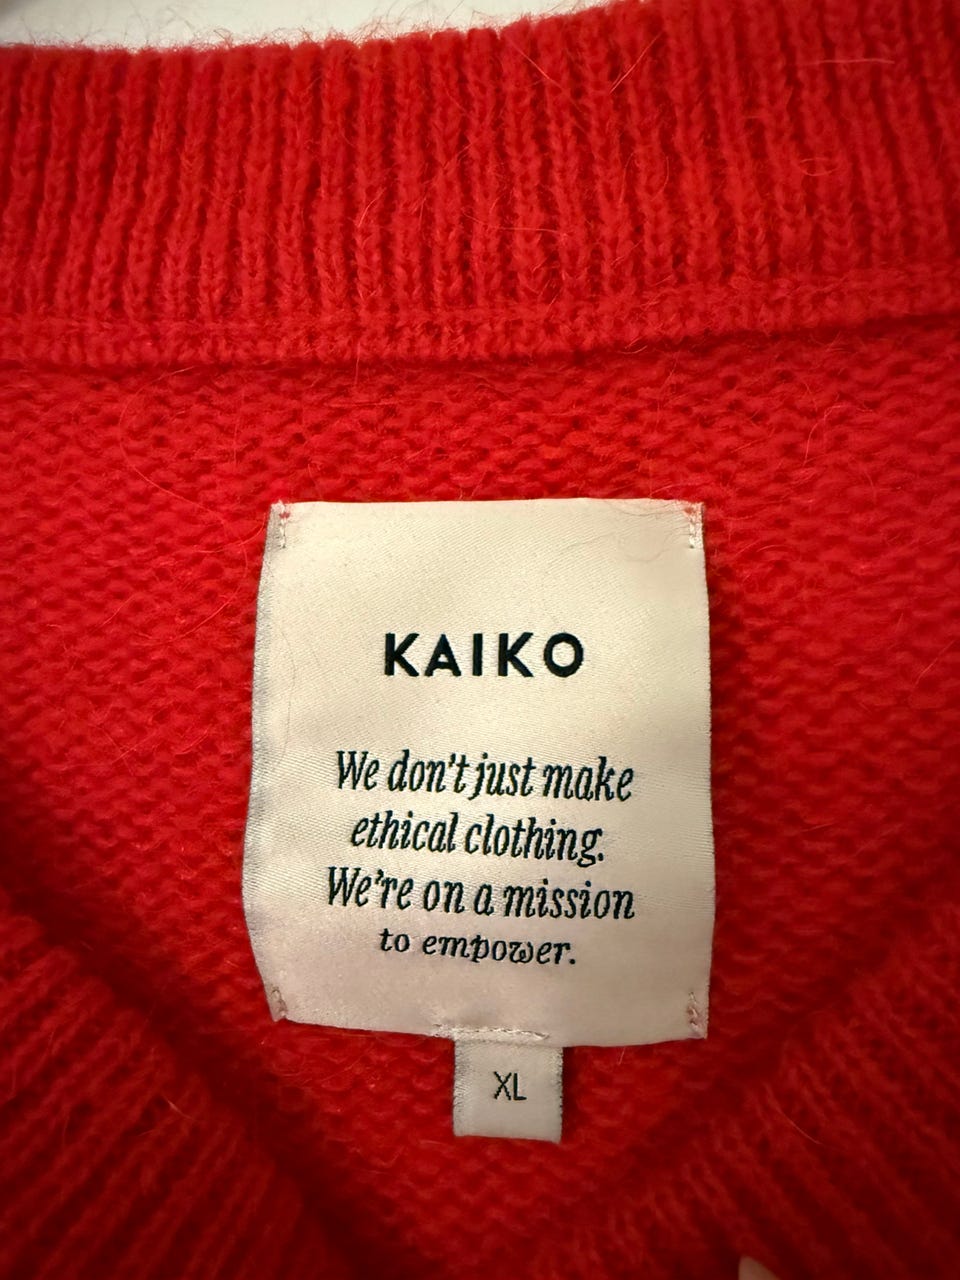 KAIKO
We don't just make
ethical clothing.
We're on a mission
to empower.
XL